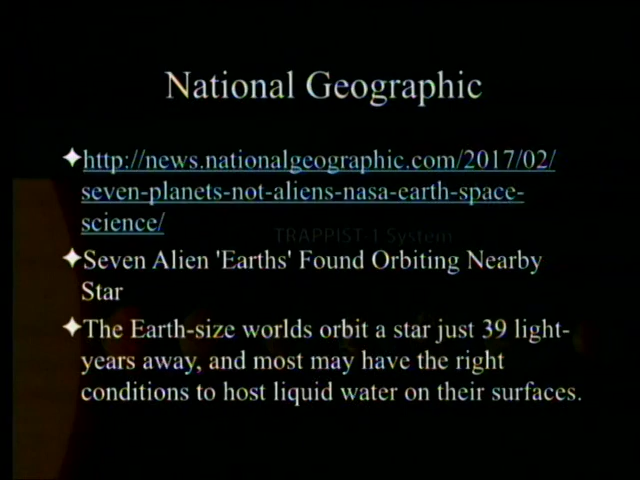 National Geographic
http://news.nationalgeographic.com/2017/02/
seven-planets-not-aliens-nasa-earth-space-
science/
TRAPPIST-1 System
Seven Alien 'Earths' Found Orbiting Nearby
Star
The Earth-size worlds orbit a star just 39 light-
years away, and most may have the right
conditions to host liquid water on their surfaces.